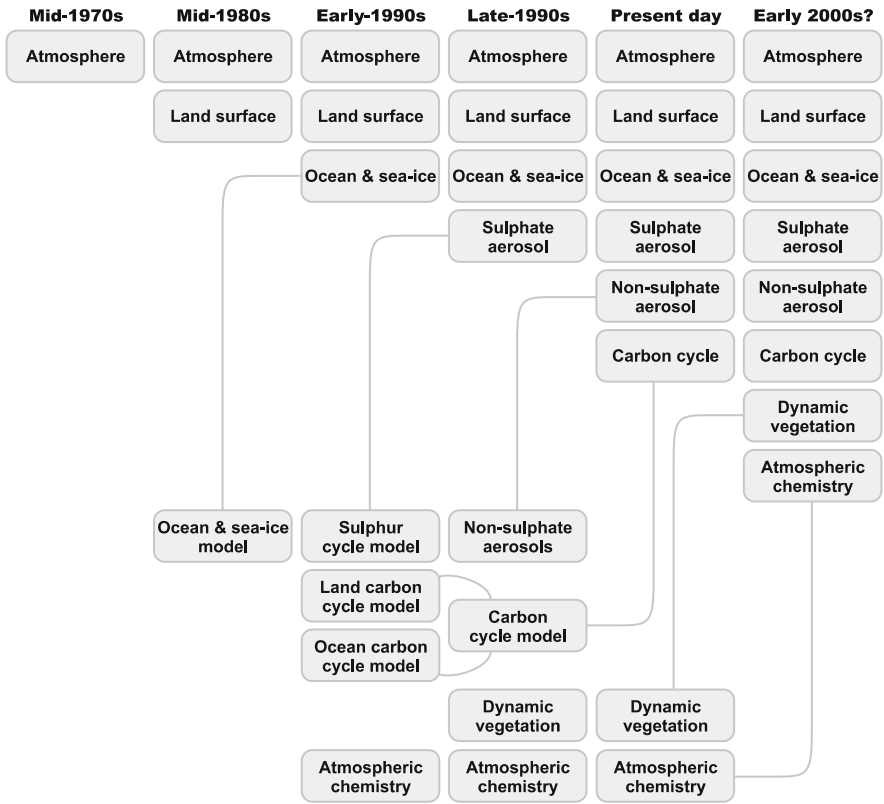 Mid-1970s Mid-1980s Early-1990s Late-1990s Present day Early 2000s?
Atmosphere Atmosphere Atmosphere Atmosphere Atmosphere Atmosphere
Land surface Land surface Land surface Land surface Land surface
Ocean & sea-ice Ocean & sea-ice Ocean & sea-ice Ocean & sea-ice
Sulphate
aerosol
Sulphate
aerosol
Sulphate
aerosol
Non-sulphate
aerosol
Non-sulphate
aerosol
Carbon cycle Carbon cycle
Dynamic
vegetation
Atmospheric
chemistry
Ocean & sea-ice
model
Sulphur
cycle model
Non-sulphate
aerosols
Land carbon
cycle model
Carbon
cycle model
Ocean carbon
cycle model
Dynamic
vegetation
Dynamic
vegetation
Atmospheric
chemistry
Atmospheric
chemistry
Atmospheric
chemistry